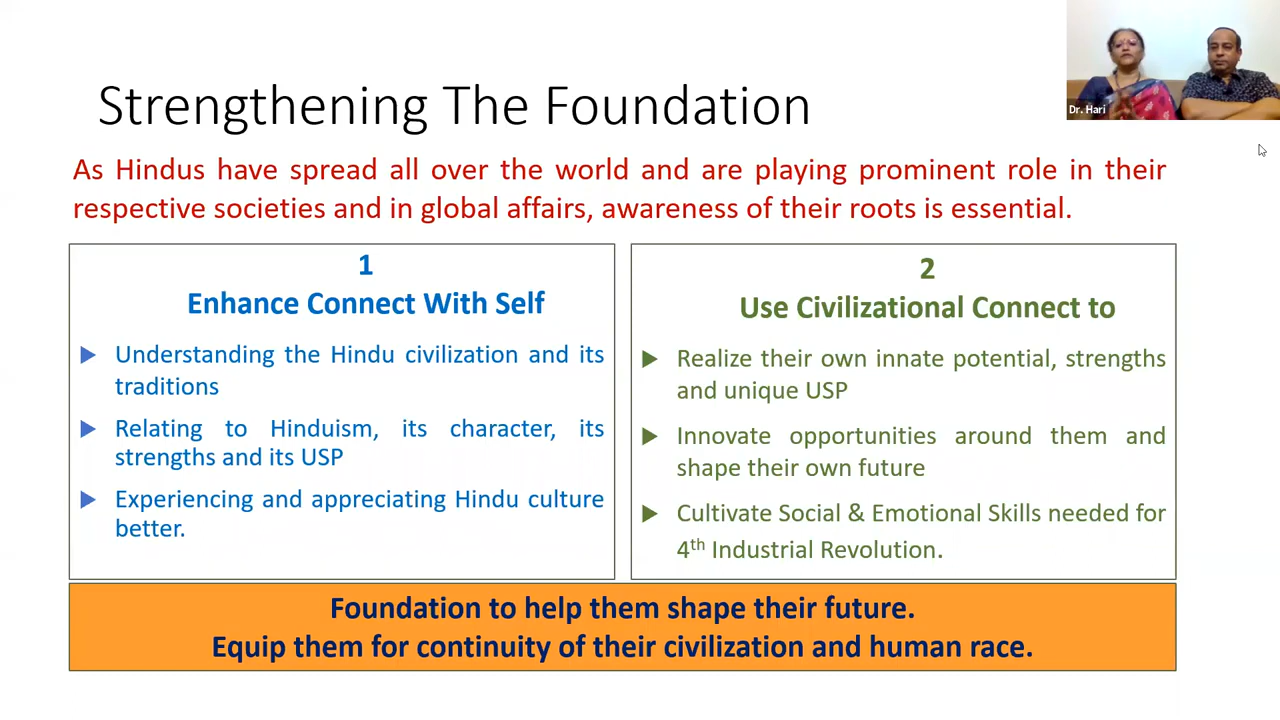 Strengthening The Foundation
Dr. Hari
As Hindus have spread all over the world and are playing prominent role in their
respective societies and in global affairs, awareness of their roots is essential.
1
Enhance Connect With Self
Understanding the Hindu civilization and its
traditions
Relating to Hinduism, its character, its
strengths and its USP
Experiencing and appreciating Hindu culture
better.
2
Use Civilizational Connect to
Realize their own innate potential, strengths
and unique USP
Innovate opportunities around them and
shape their own future
Cultivate Social & Emotional Skills needed for
4th Industrial Revolution.
Foundation to help them shape their future.
Equip them for continuity of their civilization and human race.